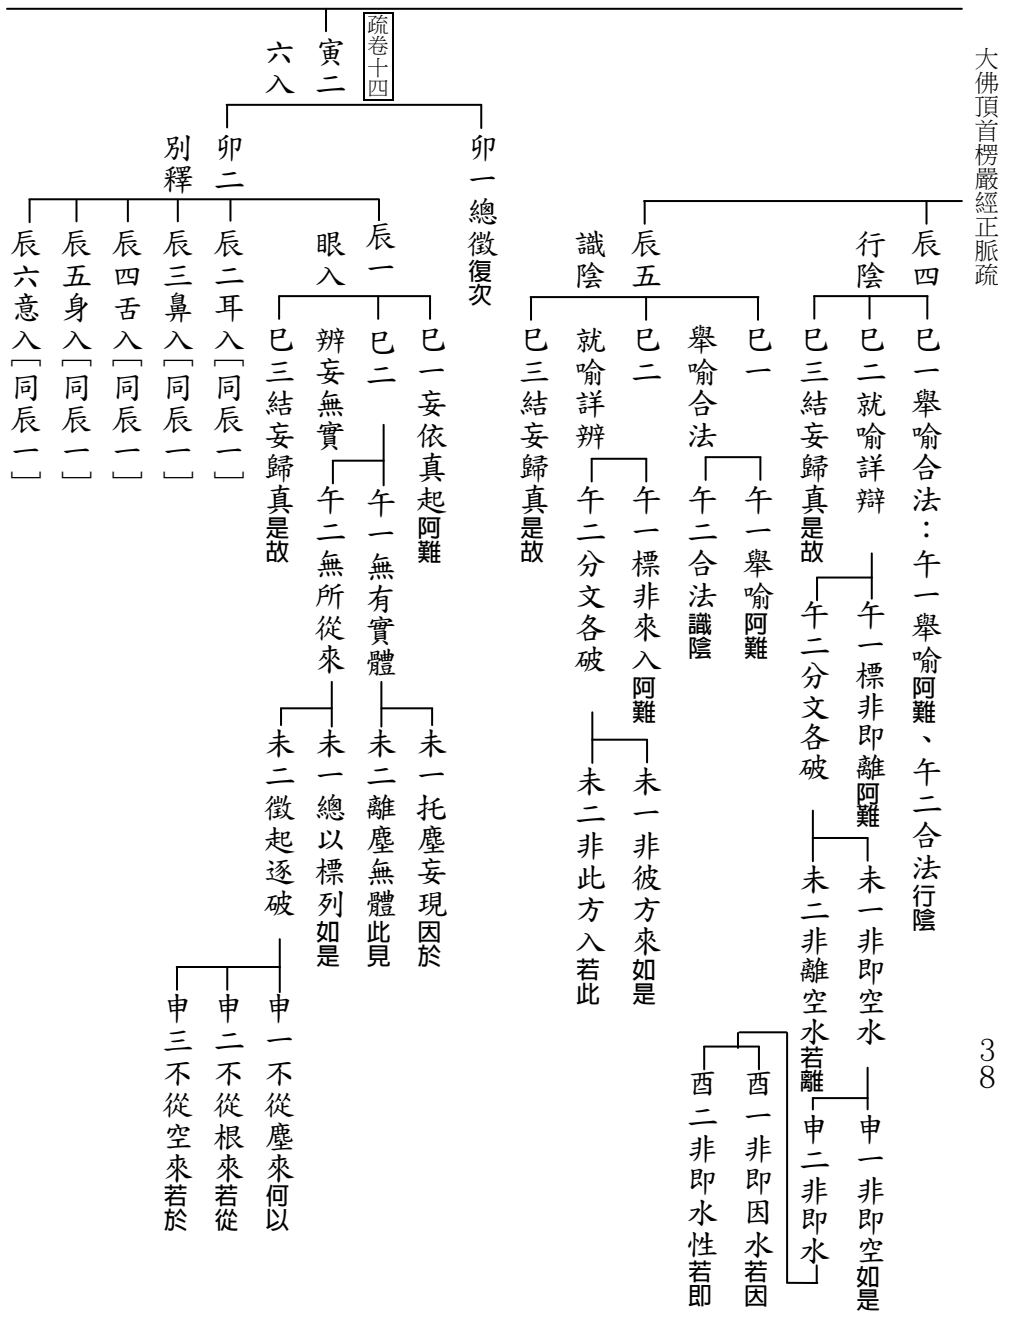 大佛頂首楞嚴經正脈疏
38
辰四
行陰
巳一舉喻合法：午一舉喻阿難、午二合法行陰
巳二就喻詳辯
午一標非即離阿難
午二分文各破
未一非即空水
申一非即空如是
申二非即水
酉一非即因水若因
酉二非即水性若即
未二非離空水若離
巳三結妄歸真是故
辰五
識陰
巳一
舉喻合法
午一舉喻阿難
午二合法識陰
巳二
就喻詳辨
午一標非來入阿難
午二分文各破
未一非彼方來如是
未二非此方入若此
巳三結妄歸真是故
疏卷十四
寅二
六入
卯一總徵復次
卯二
別釋
辰一
眼入
巳一妄依真起阿難
巳二
辨妄無實
午一無有實體
未一托塵妄現因於
未二離塵無體此見
午二無所從來
未一總以標列如是
未二徵起逐破
申一不從塵來何以
申二不從根來若從
申三不從空來若於
巳三結妄歸真是故
辰二耳入［同辰一］
辰三鼻入［同辰一］
辰四舌入［同辰一］
辰五身入［同辰一］
辰六意入［同辰一］